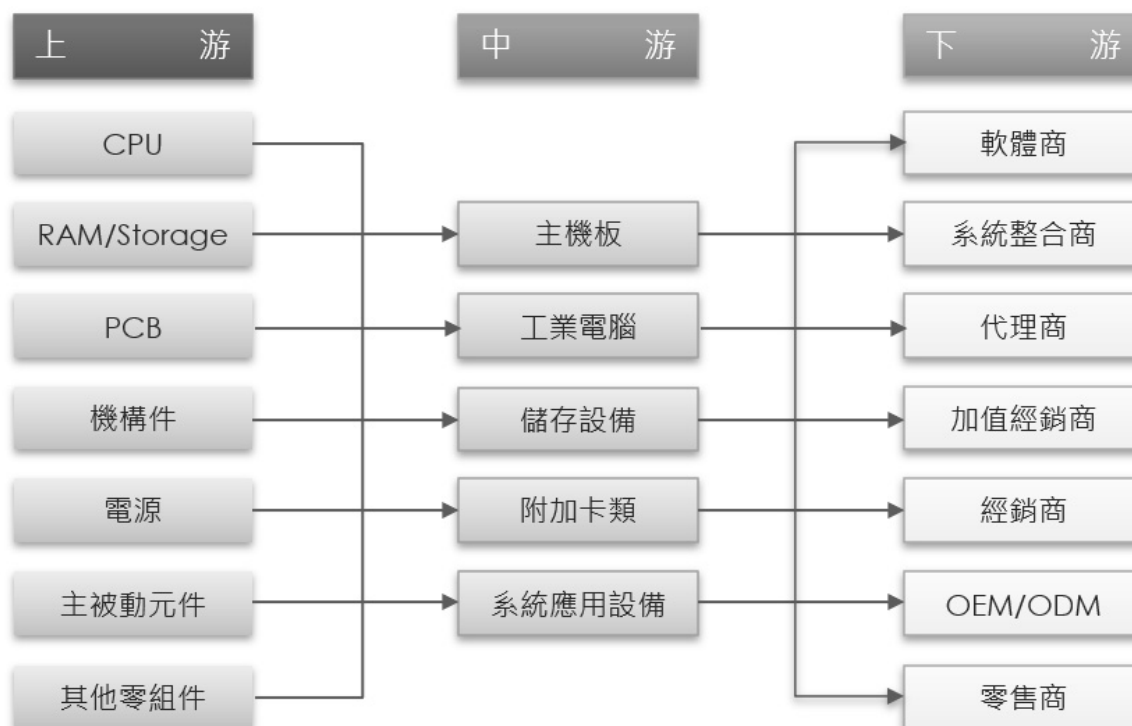 上 游
中 游
下 游
CPU
RAM/Storage
PCB
機構件
電源
主被動元件
其他零組件
主機板
工業電腦
儲存設備
附加卡類
系統應用設備
軟體商
系統整合商
代理商
加值經銷商
經銷商
OEM/ODM
零售商